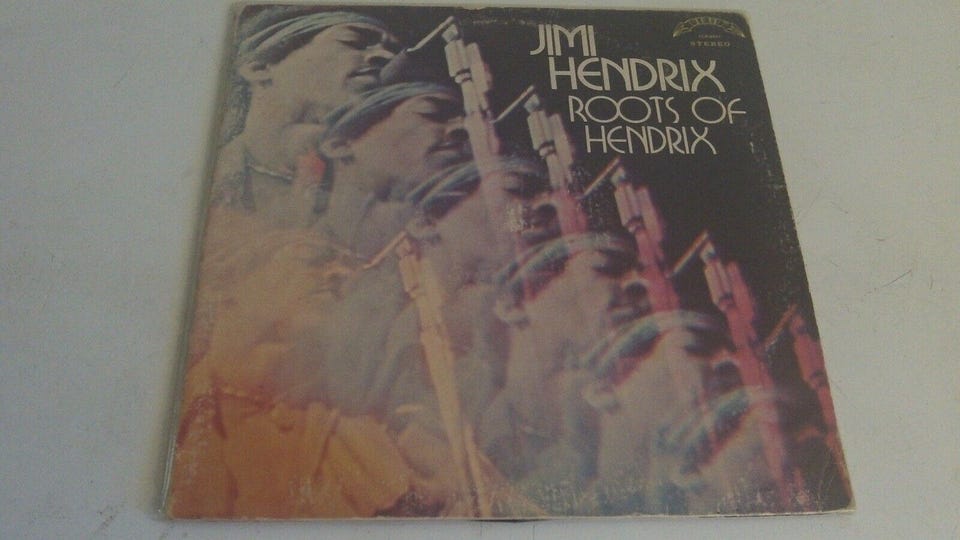 JIMI
HENDRIX
ROOTS OF
HENDRIX
STEREO